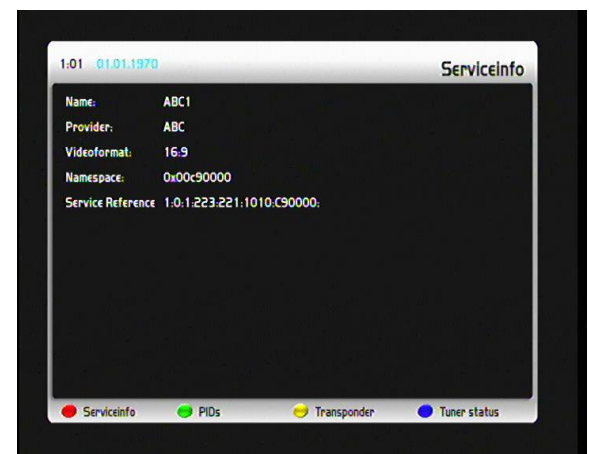 1:01 01.01.1970 Serviceinfo
Name: ABC1
Provider: ABC
Videoformat: 16:9
Namespace: 0x00c90000
Service Reference 1:0:1:223:221:1010:C90000:
Serviceinfo PIDs Transponder Tuner status